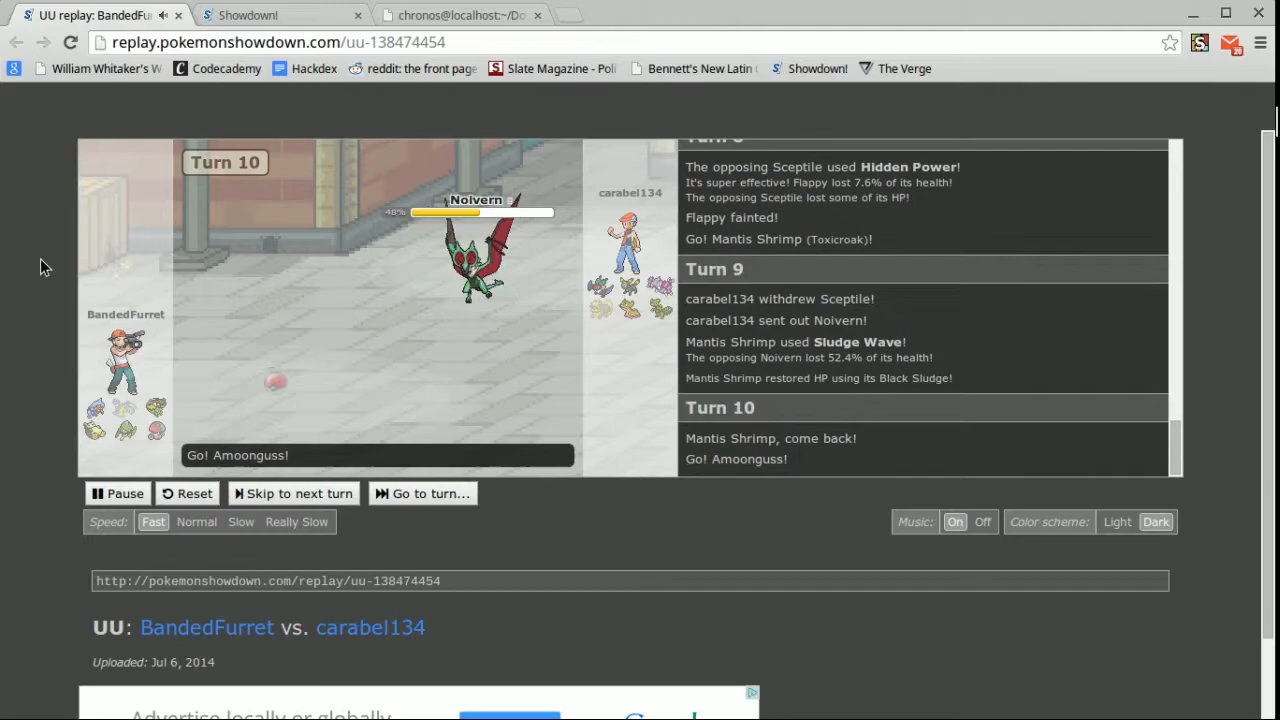 UU replay: BandedFu
Showdown!
chronos@localhost:~/Do
replay.pokemonshowdown.com/uu-138474454
William Whitaker's W
Codecademy
Hackdex
reddit: the front page
Slate Magazine - Poli
Bennett's New Latin
Showdown!
The Verge
Turn 10
Noivern
48%
carabel134
BandedFurret
Go! Amoonguss!
The opposing Sceptile used Hidden Power!
It's super effective! Flappy lost 7.6% of its health!
The opposing Sceptile lost some of its HP!
Flappy fainted!
Go! Mantis Shrimp (Toxicroak)!
Turn 9
carabel134 withdrew Sceptile!
carabel134 sent out Noivern!
Mantis Shrimp used Sludge Wave!
The opposing Noivern lost 52.4% of its health!
Mantis Shrimp restored HP using its Black Sludge!
Turn 10
Mantis Shrimp, come back!
Go! Amoonguss!
Pause
Reset
Skip to next turn
Go to turn...
Speed: Fast Normal Slow Really Slow
Music: On Off
Color scheme: Light Dark
http://pokemonshowdown.com/replay/uu-138474454
UU: BandedFurret vs. carabel134
Uploaded: Jul 6, 2014
Advertise locally or globally